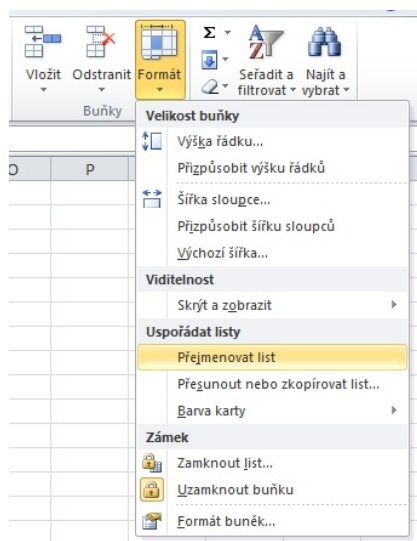 Σ
Vložit Odstranit Formát Seřadit a filtrovat Najít a vybrat
Buňky
Velikost buňky
Výška řádku...
Přizpůsobit výšku řádků
Šířka sloupce...
Přizpůsobit šířku sloupců
Výchozí šířka...
Viditelnost
Skrýt a zobrazit
Uspořádat listy
Přejmenovat list
Přesunout nebo zkopírovat list...
Barva karty
Zámek
Zamknout list...
Uzamknout buňku
Formát buněk...
O P